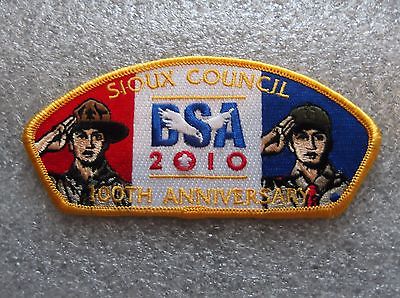 SIOUX COUNCIL
BSA
2010
100TH ANNIVERSARY